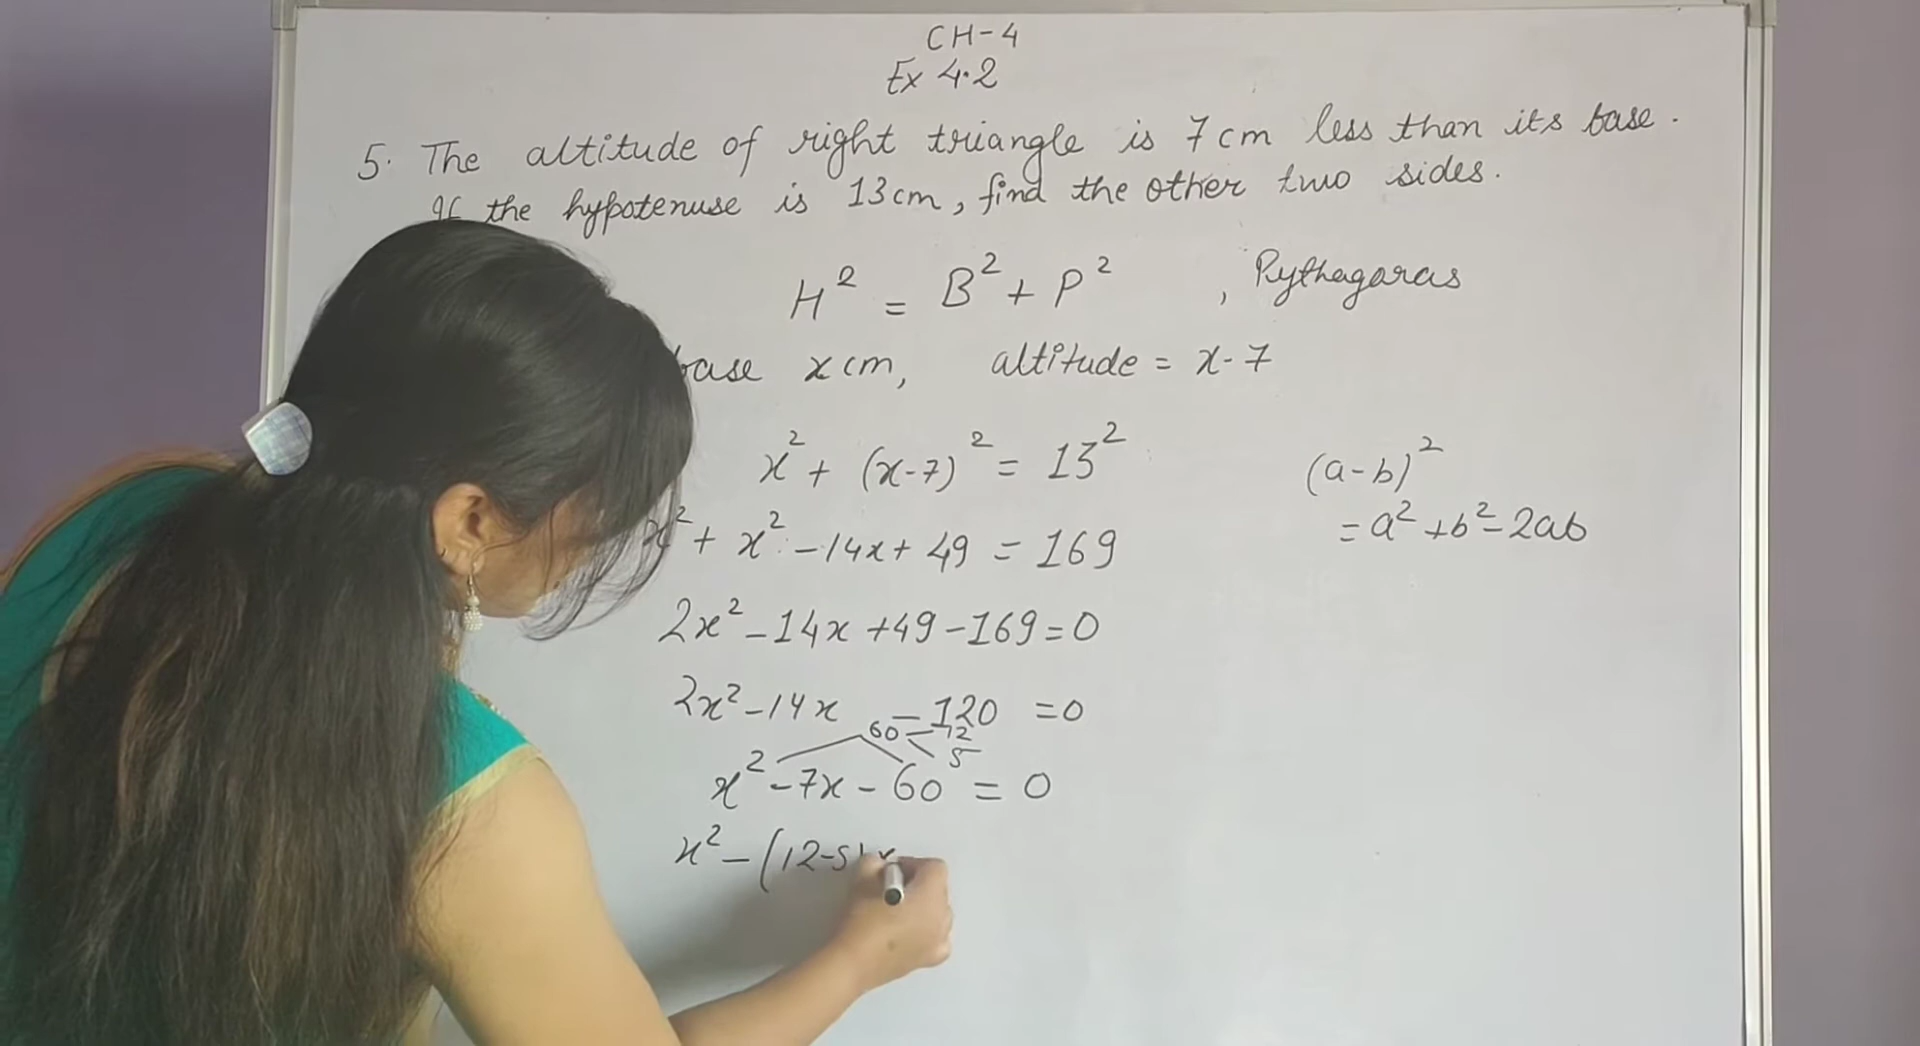 CH-4
Ex 4.2
5. The altitude of right triangle is 7cm less than its base.
If the hypotenuse is 13cm, find the other two sides.
H² = B² + P² , Pythagoras
base x cm, altitude = x-7
x² + (x-7)² = 13²
(a-b)²
x² + x² - 14x + 49 = 169
= a² + b² - 2ab
2x² - 14x + 49 - 169 = 0
2x² - 14x - 120 = 0
60 - 12
5
x² - 7x - 60 = 0
x² - (12-5)x